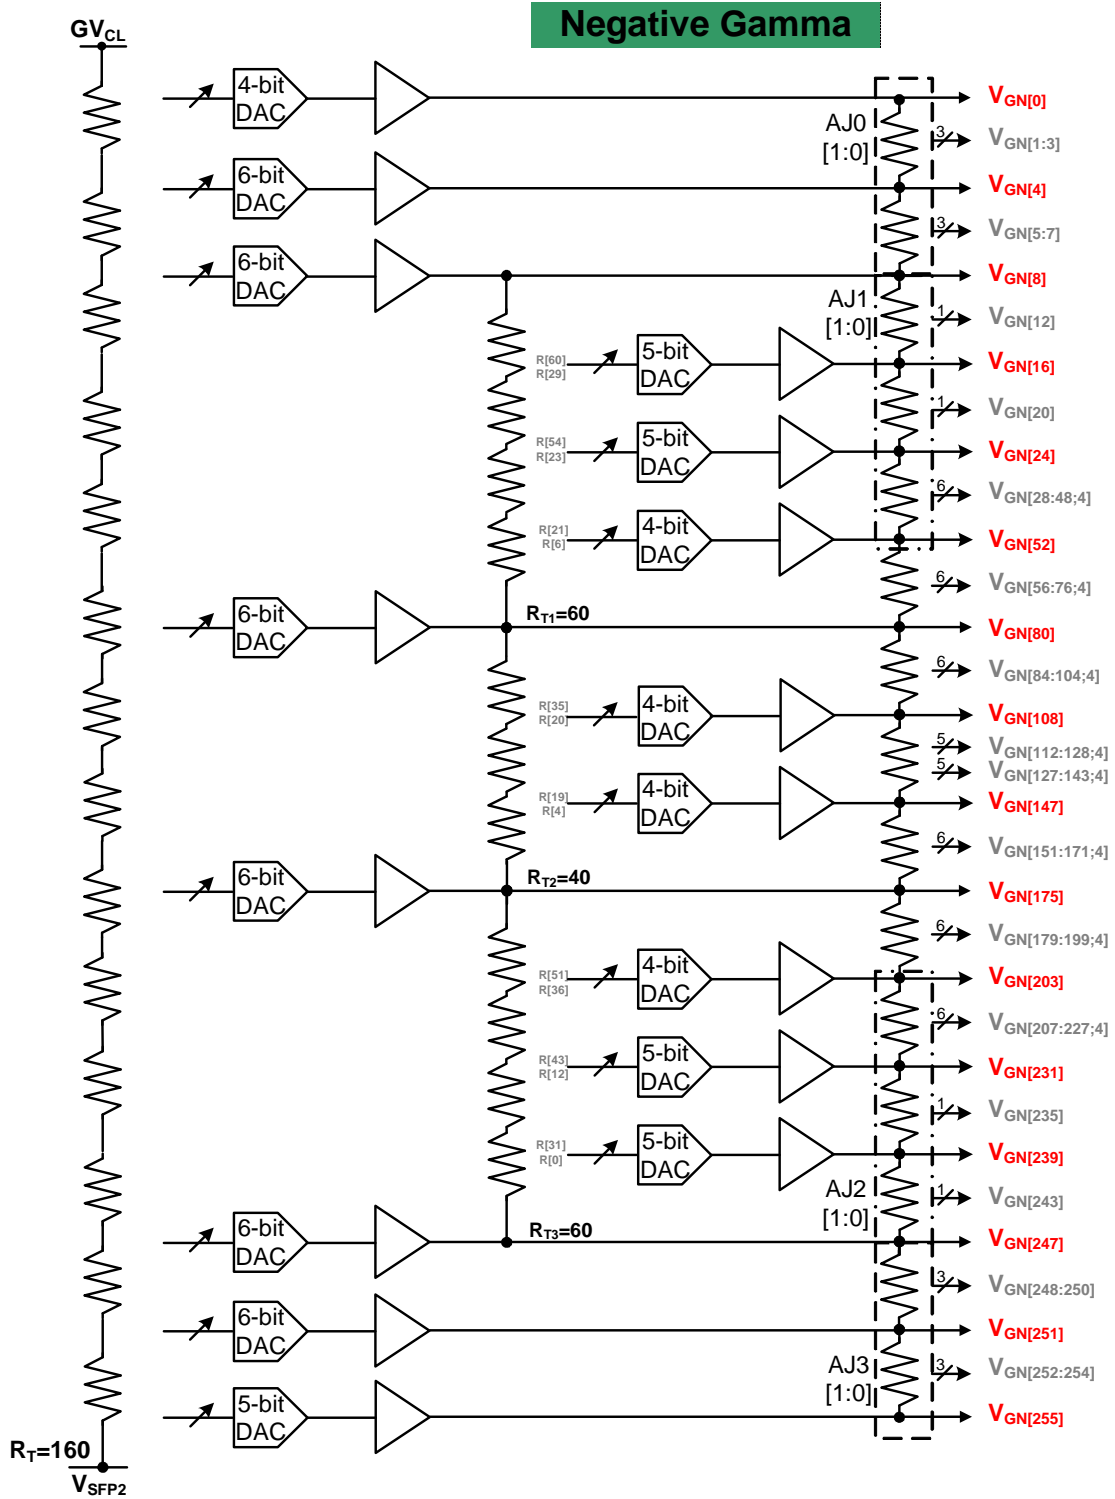 Negative Gamma
GVCL
4-bit
DAC
VGN[0]
AJ0
[1:0]
3
VGN[1:3]
6-bit
DAC
VGN[4]
3
VGN[5:7]
6-bit
DAC
VGN[8]
AJ1
[1:0]
1
VGN[12]
R[60]
R[29]
5-bit
DAC
VGN[16]
1
VGN[20]
R[54]
R[23]
5-bit
DAC
VGN[24]
6
VGN[28:48;4]
R[21]
R[6]
4-bit
DAC
VGN[52]
6
VGN[56:76;4]
6-bit
DAC
RT1=60
VGN[80]
6
VGN[84:104;4]
R[35]
R[20]
4-bit
DAC
VGN[108]
5
VGN[112:128;4]
5
VGN[127:143;4]
R[19]
R[4]
4-bit
DAC
VGN[147]
6
VGN[151:171;4]
6-bit
DAC
RT2=40
VGN[175]
6
VGN[179:199;4]
R[51]
R[36]
4-bit
DAC
VGN[203]
6
VGN[207:227;4]
R[43]
R[12]
5-bit
DAC
VGN[231]
1
VGN[235]
R[31]
R[0]
5-bit
DAC
VGN[239]
AJ2
[1:0]
1
VGN[243]
6-bit
DAC
RT3=60
VGN[247]
3
VGN[248:250]
6-bit
DAC
VGN[251]
AJ3
[1:0]
3
VGN[252:254]
5-bit
DAC
VGN[255]
RT=160
VSFP2